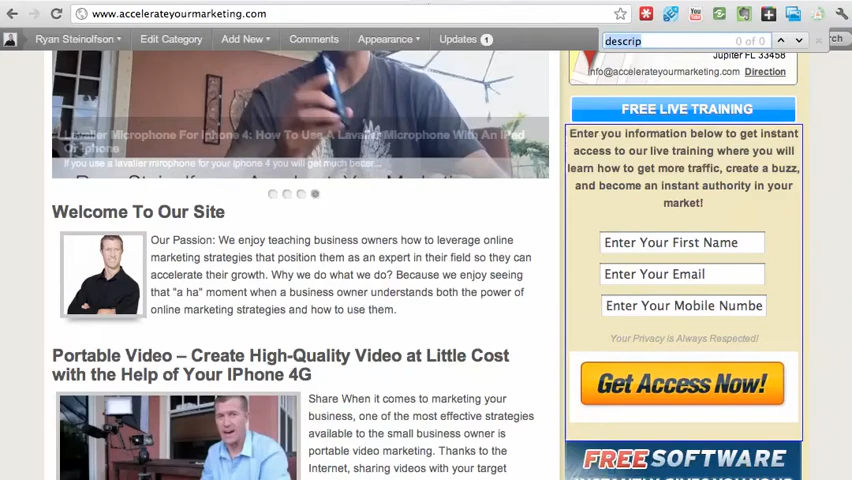 www.accelerateyourmarketing.com
descrip 0 of 0
Ryan Steinolfson Edit Category Add New Comments Appearance Updates 1
Jupiter FL 33458
info@accelerateyourmarketing.com Direction
FREE LIVE TRAINING
Enter you information below to get instant
access to our live training where you will
learn how to get more traffic, create a buzz,
and become an instant authority in your
market!
Enter Your First Name
Enter Your Email
Enter Your Mobile Numbe
Your Privacy is Always Respected!
Get Access Now!
FREE SOFTWARE
Lavalier Microphone For Iphone 4: How To Use A Lavalier Microphone With An IPad
Or Iphone
If you use a lavalier mirophone for your Iphone 4 you will get much better...
Welcome To Our Site
Our Passion: We enjoy teaching business owners how to leverage online
marketing strategies that position them as an expert in their field so they can
accelerate their growth. Why we do what we do? Because we enjoy seeing
that "a ha" moment when a business owner understands both the power of
online marketing strategies and how to use them.
Portable Video – Create High-Quality Video at Little Cost
with the Help of Your IPhone 4G
Share When it comes to marketing your
business, one of the most effective strategies
available to the small business owner is
portable video marketing. Thanks to the
Internet, sharing videos with your target